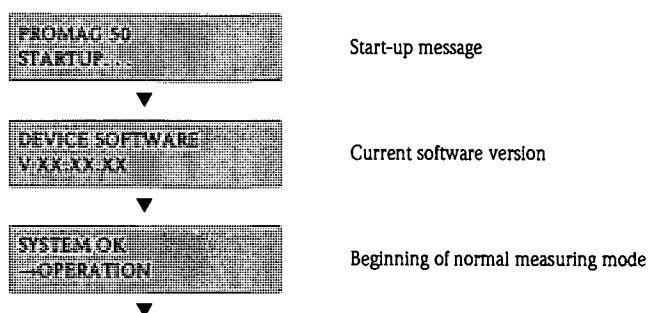 PROMAG 50
STARTUP...
Start-up message
DEVICE SOFTWARE
V XX.XX.XX
Current software version
SYSTEM OK
→OPERATION
Beginning of normal measuring mode